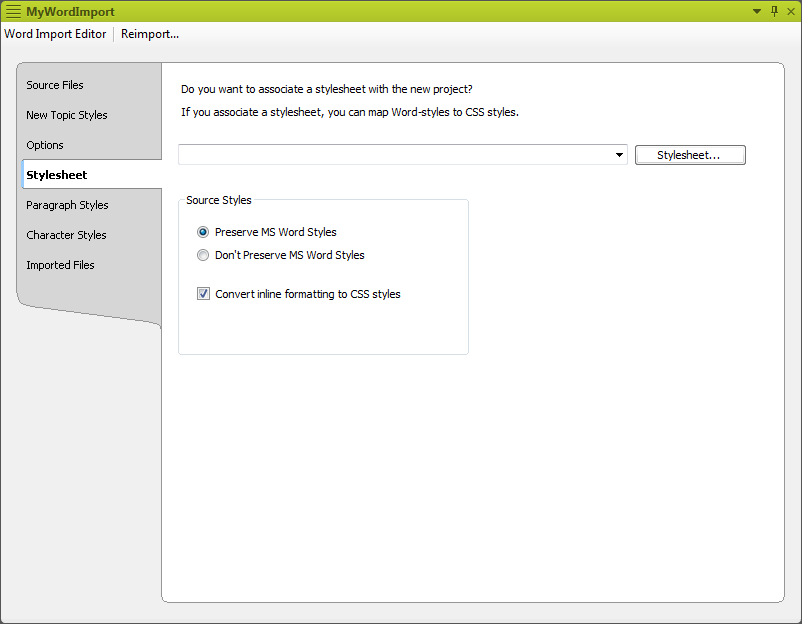 MyWordImport
Word Import Editor Reimport...
Source Files
New Topic Styles
Options
Stylesheet
Paragraph Styles
Character Styles
Imported Files
Do you want to associate a stylesheet with the new project?
If you associate a stylesheet, you can map Word-styles to CSS styles.
Stylesheet...
Source Styles
Preserve MS Word Styles
Don't Preserve MS Word Styles
Convert inline formatting to CSS styles